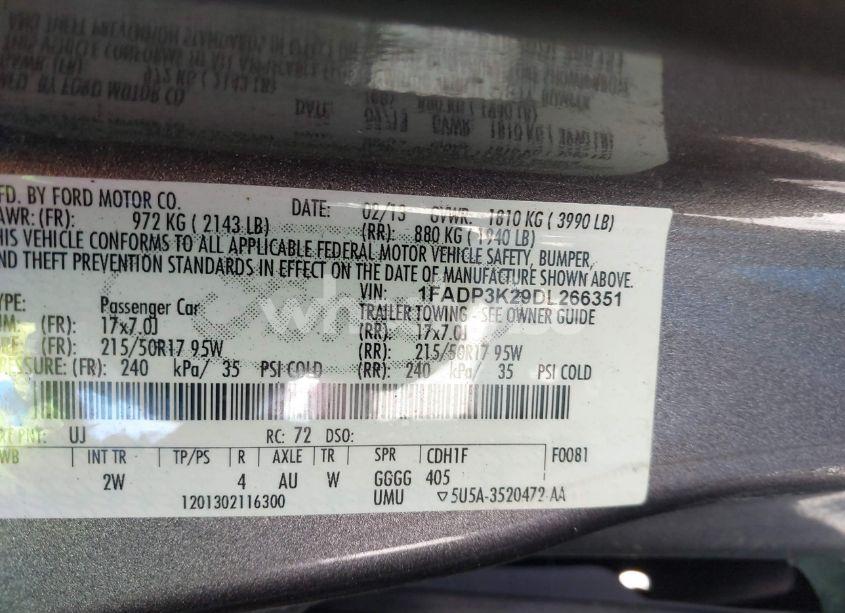 MFD. BY FORD MOTOR CO. DATE: 02/13 GVWR: 1810 KG ( 3990 LB)
AWR: (FR) 972 KG ( 2143 LB) (RR): 880 KG ( 1940 LB)
HIS VEHICLE CONFORMS TO ALL APPLICABLE FEDERAL MOTOR VEHICLE SAFETY, BUMPER,
ND THEFT PREVENTION STANDARDS IN EFFECT ON THE DATE OF MANUFACTURE SHOWN ABOVE.
VIN: 1FADP3K29DL266351
Passenger Car TRAILER TOWING - SEE OWNER GUIDE
IM: (FR) 17x7.0J (RR) 17x7.0J
RE: (FR) 215/50R17 95W (RR) 215/50R17 95W
ESSURE: (FR) 240 kPa/ 35 PSI COLD (RR) 240 kPa/ 35 PSI COLD
PNT: UJ RC: 72 DSO:
WB INT TR TP/PS R AXLE TR SPR CDH1F F0081
2W 4 AU W GGGG 405
1201302116300 UMU ▽5U5A-3520472-AA